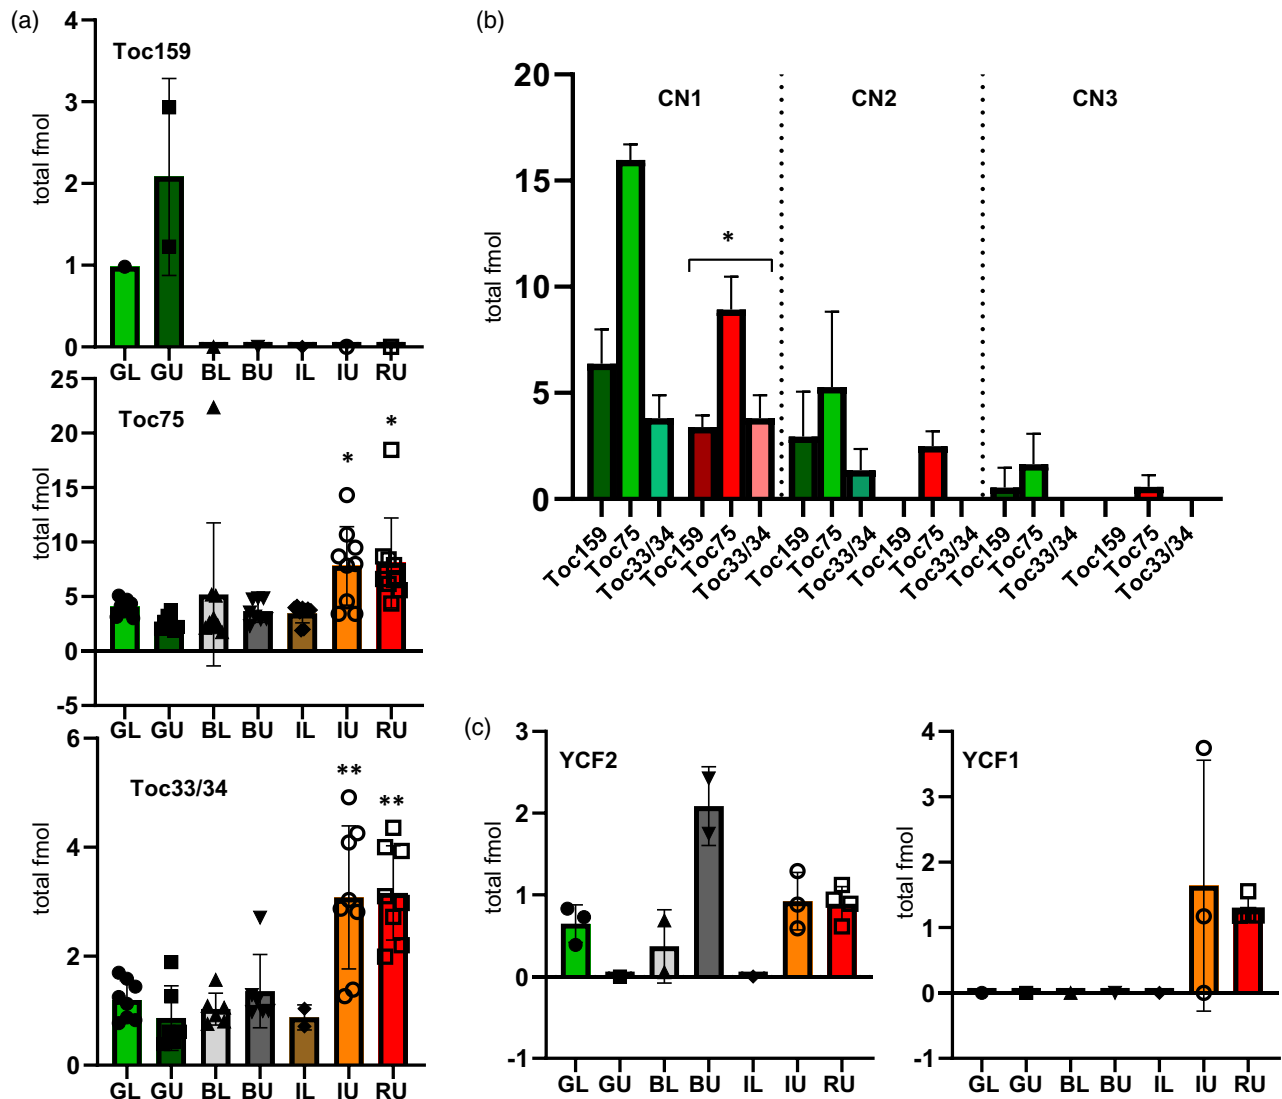 (a)
Toc159
total fmol
4
3
2
1
0
GL GU BL BU IL IU RU
Toc75
total fmol
25
20
15
10
5
0
-5
*
*
GL GU BL BU IL IU RU
Toc33/34
total fmol
6
4
2
0
**
**
GL GU BL BU IL IU RU
(b)
total fmol
20
15
10
5
0
CN1 CN2 CN3
*
Toc159 Toc75 Toc33/34 Toc159 Toc75 Toc33/34 Toc159 Toc75 Toc33/34 Toc159 Toc75 Toc33/34 Toc159 Toc75 Toc33/34 Toc159 Toc75 Toc33/34
(c)
YCF2
total fmol
3
2
1
0
-1
GL GU BL BU IL IU RU
YCF1
total fmol
4
3
2
1
0
-1
GL GU BL BU IL IU RU